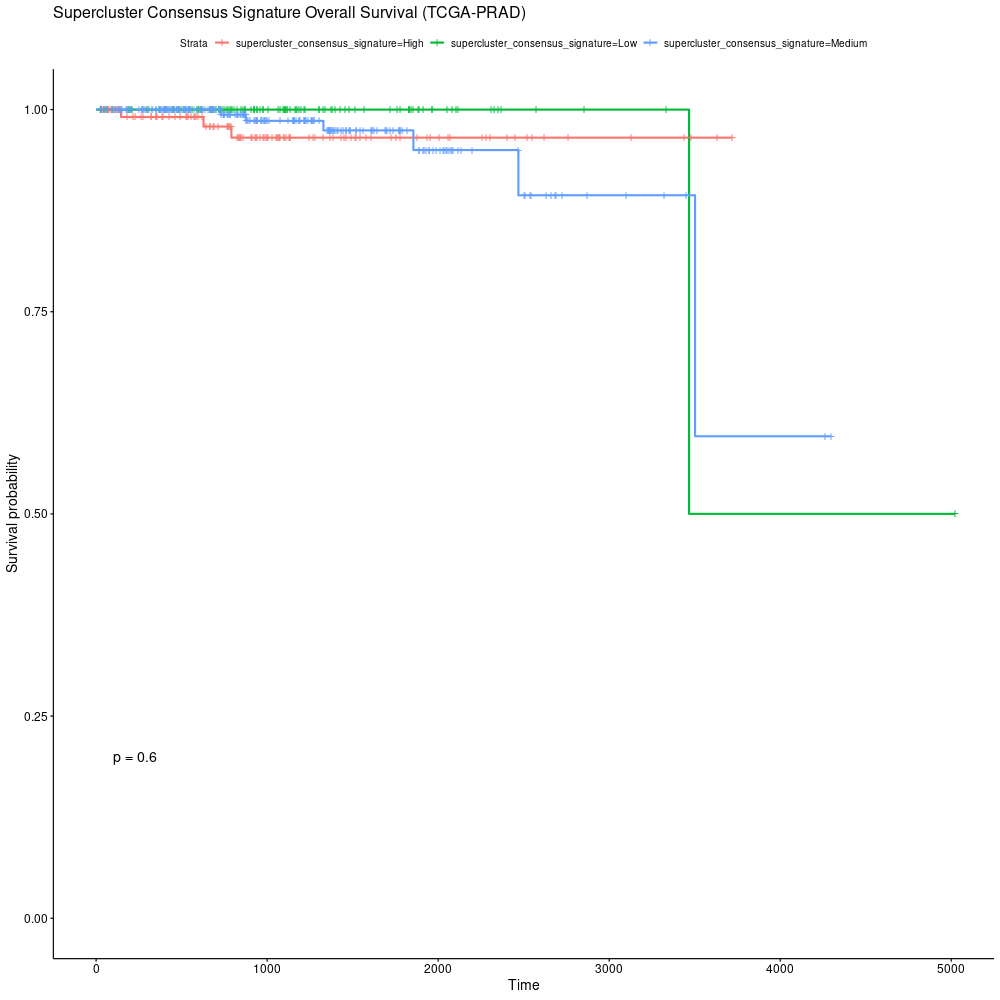 Supercluster Consensus Signature Overall Survival (TCGA-PRAD)
Strata supercluster_consensus_signature=High supercluster_consensus_signature=Low supercluster_consensus_signature=Medium
Survival probability
1.00
0.75
0.50
0.25
0.00
p = 0.6
0 1000 2000 3000 4000 5000
Time